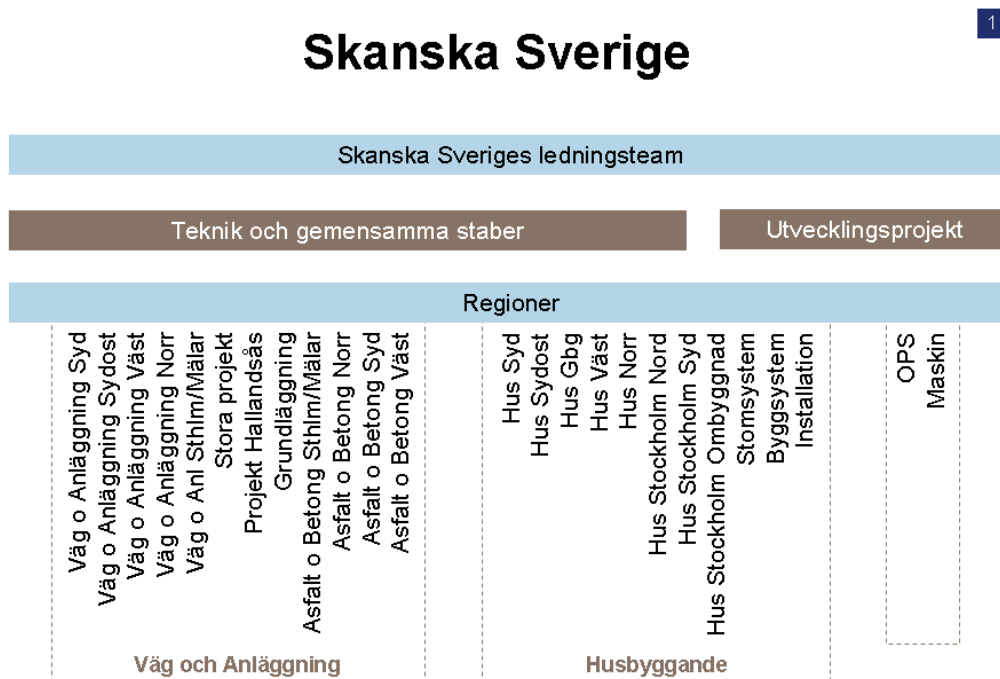 1
Skanska Sverige
Skanska Sveriges ledningsteam
Teknik och gemensamma staber
Utvecklingsprojekt
Regioner
Väg o Anläggning Syd
Väg o Anläggning Sydost
Väg o Anläggning Väst
Väg o Anläggning Norr
Väg o Anl Sthlm/Mälar
Stora projekt
Projekt Hallandsås
Grundläggning
Asfalt o Betong Sthlm/Mälar
Asfalt o Betong Norr
Asfalt o Betong Syd
Asfalt o Betong Väst
Väg och Anläggning
Hus Syd
Hus Sydost
Hus Gbg
Hus Väst
Hus Norr
Hus Stockholm Nord
Hus Stockholm Syd
Hus Stockholm Ombyggnad
Stomsystem
Byggsystem
Installation
Husbyggande
OPS
Maskin